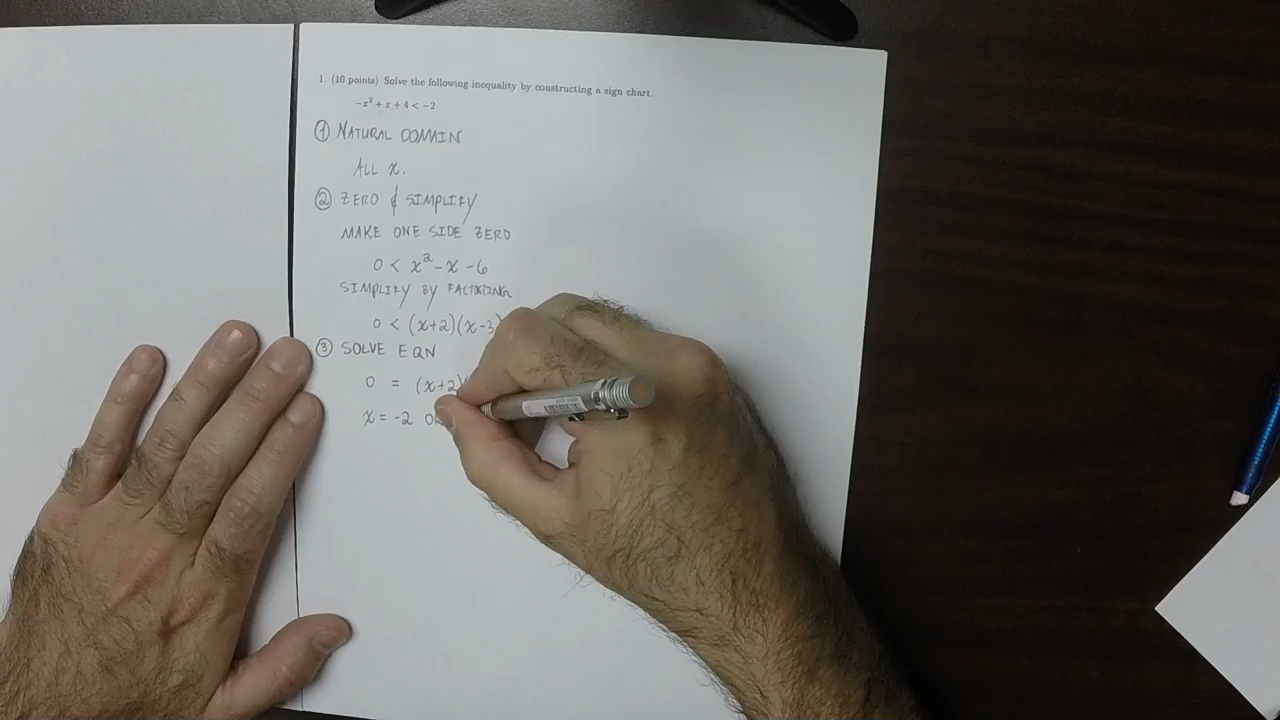 1. (10 points) Solve the following inequality by constructing a sign chart.
-x² + x + 4 < -2
① NATURAL DOMAIN
ALL x.
② ZERO & SIMPLIFY
MAKE ONE SIDE ZERO
0 < x² - x - 6
SIMPLIFY BY FACTORING
0 < (x+2)(x-3)
③ SOLVE EQN
0 = (x+2)
x = -2 OR